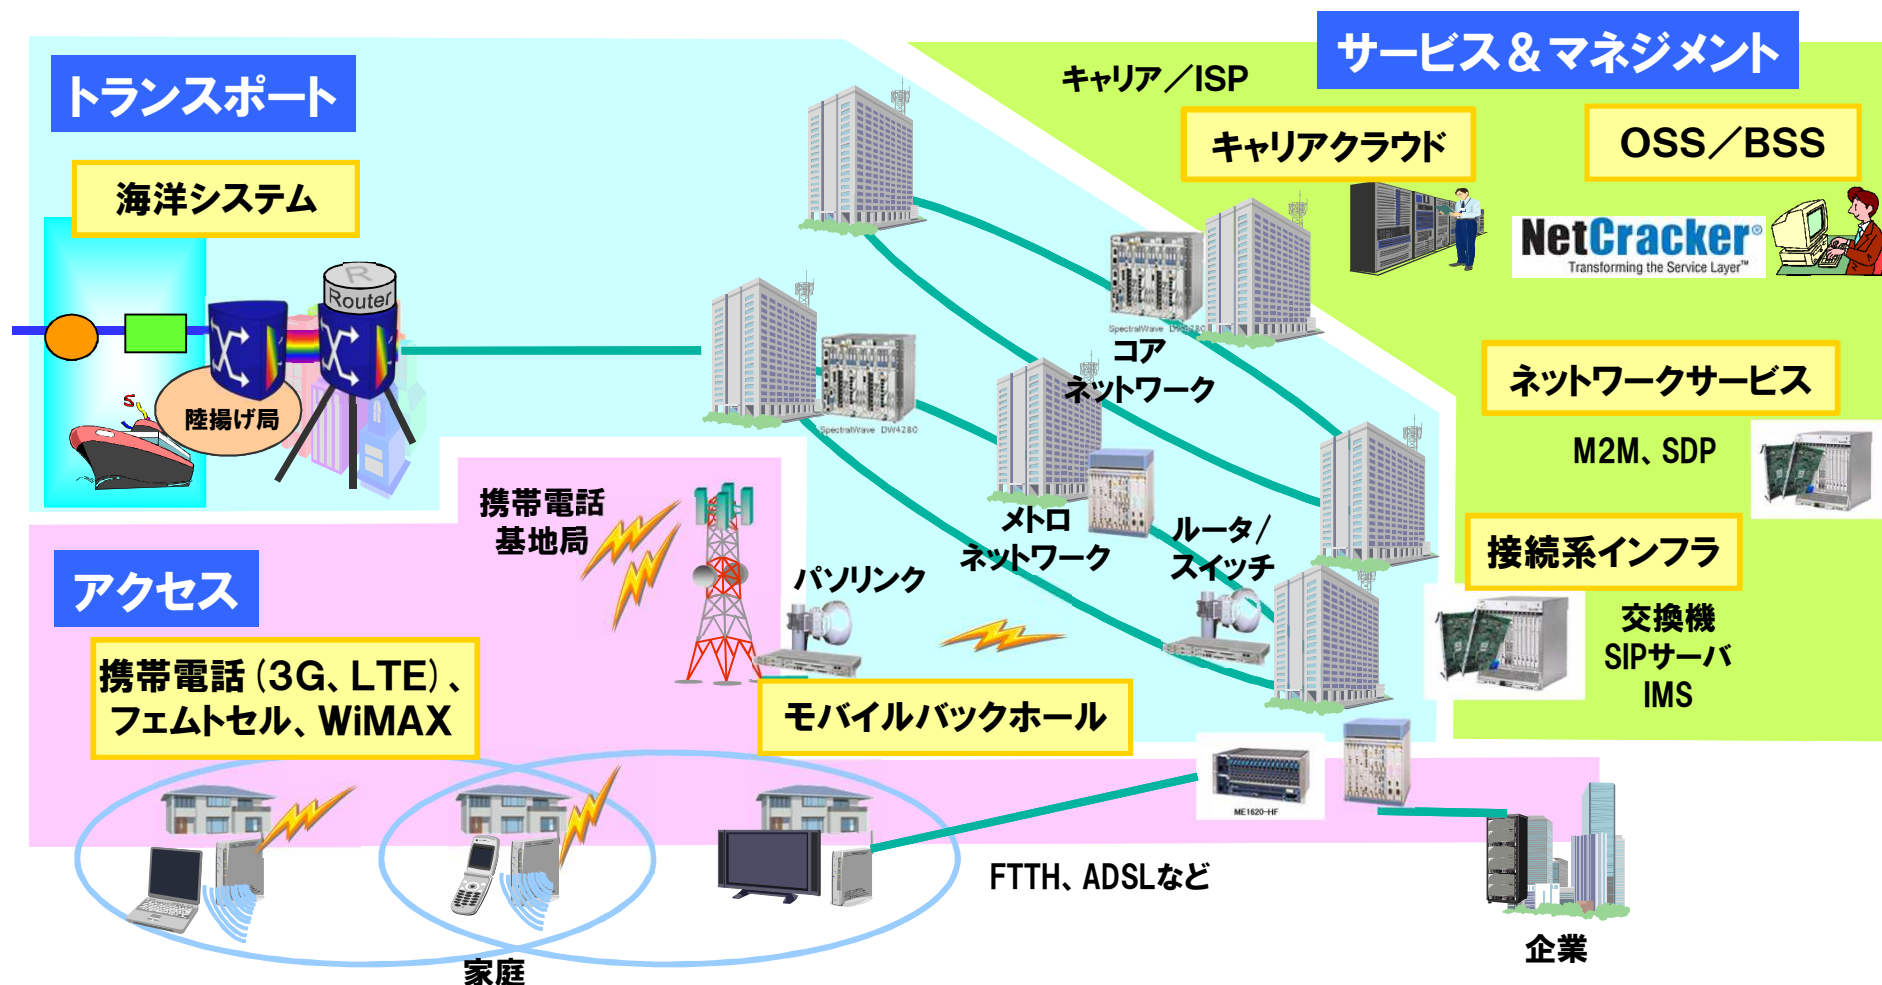 トランスポート
サービス＆マネジメント
キャリア／ISP
キャリアクラウド
OSS／BSS
海洋システム
NetCracker®
Transforming the Service Layer™
R
Router
SpectralWave DW4280
コア
ネットワーク
陸揚げ局
SpectralWave DW4280
ネットワークサービス
M2M、SDP
携帯電話
基地局
メトロ
ネットワーク
ルータ/
スイッチ
接続系インフラ
アクセス
パソリンク
交換機
SIPサーバ
IMS
携帯電話（3G、LTE）、
フェムトセル、WiMAX
モバイルバックホール
ME1620-HF
FTTH、ADSLなど
企業
家庭